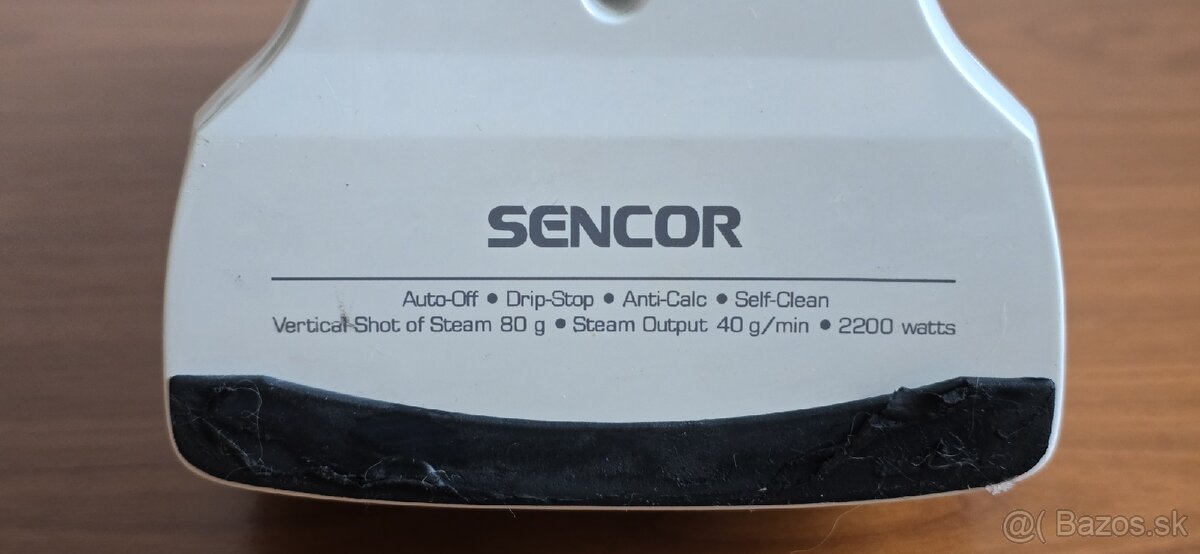 SENCOR
Auto-Off • Drip-Stop • Anti-Calc • Self-Clean
Vertical Shot of Steam 80 g • Steam Output 40 g/min • 2200 watts
@( Bazos.sk